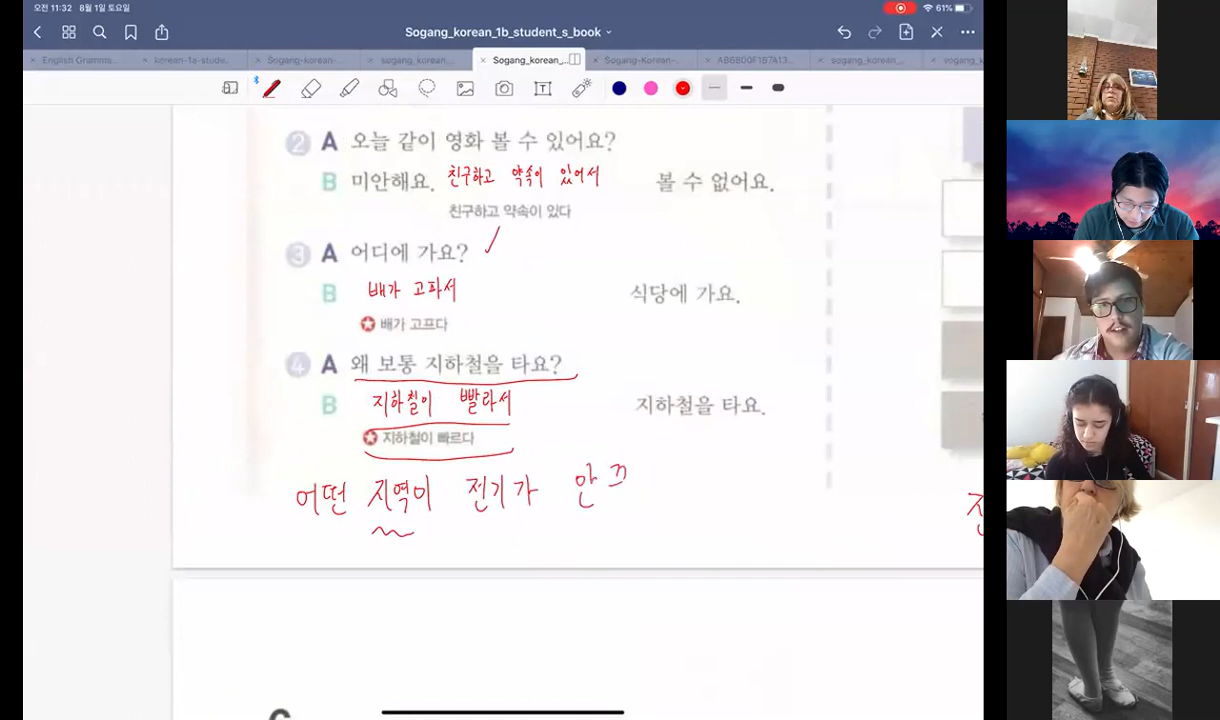 오전 11:32 8월 1일 토요일
61%
Sogang_korean_1b_student_s_book
English Gramma... korean-1a-stude... Sogang-korean-... sogang_korean_... Sogang_korean_... Sogang-Korean-... AB6800F1B7A13... sogang_korean_... sogang_k
2 A 오늘 같이 영화 볼 수 있어요?
B 미안해요. 친구하고 약속이 있어서 볼 수 없어요.
친구하고 약속이 있다
3 A 어디에 가요?
B 배가 고파서 식당에 가요.
배가 고프다
4 A 왜 보통 지하철을 타요?
B 지하철이 빨라서 지하철을 타요.
지하철이 빠르다
어떤 지역이 전기가 안